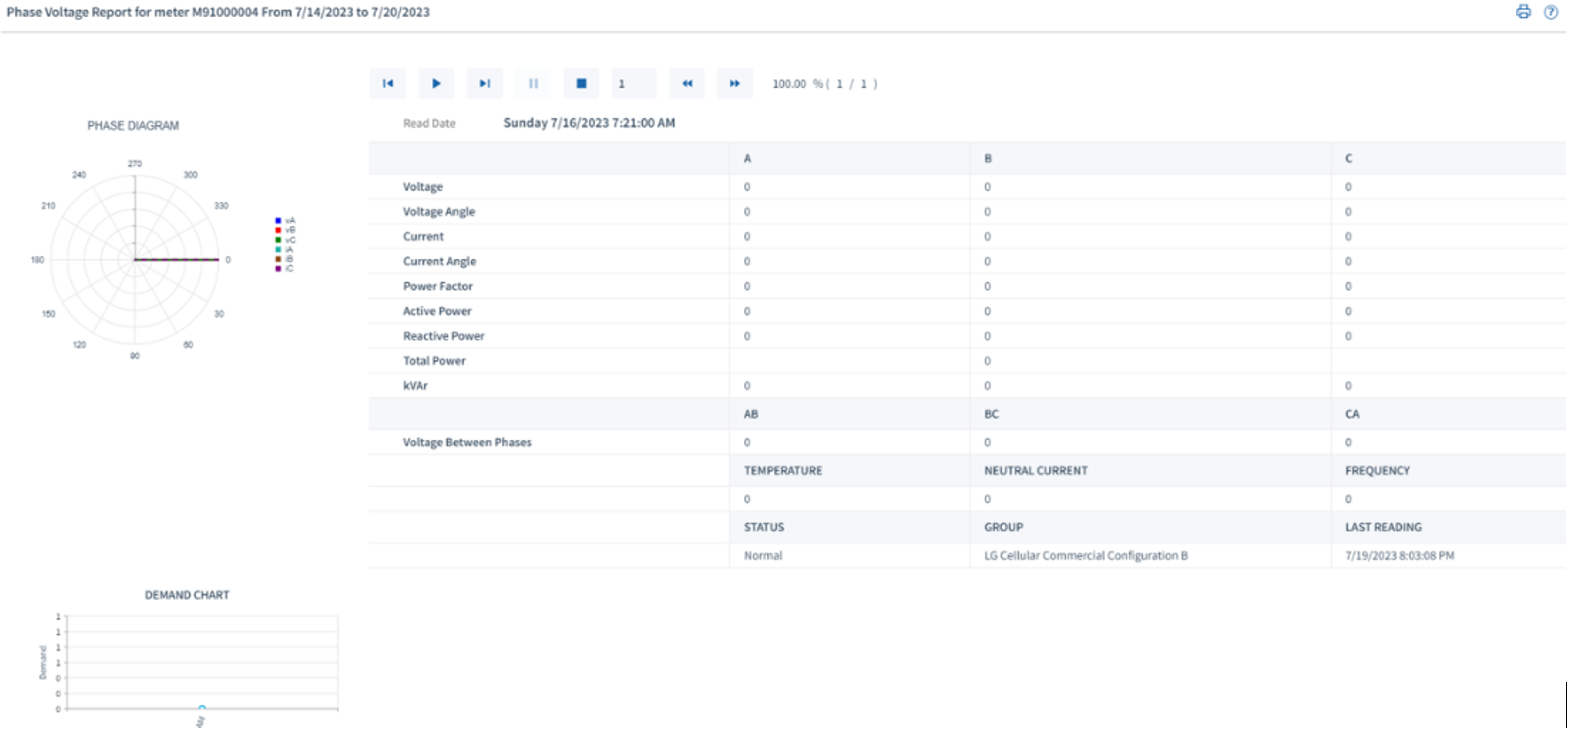 Phase Voltage Report for meter M91000004 From 7/14/2023 to 7/20/2023
1 100.00 % ( 1 / 1 )
Read Date Sunday 7/16/2023 7:21:00 AM
PHASE DIAGRAM
270
240 300
210 330
180 0
150 30
120 60
90
vA
vB
vC
iA
iB
iC
A B C
Voltage 0 0 0
Voltage Angle 0 0 0
Current 0 0 0
Current Angle 0 0 0
Power Factor 0 0 0
Active Power 0 0 0
Reactive Power 0 0 0
Total Power 0
kVAr 0 0 0
AB BC CA
Voltage Between Phases 0 0 0
TEMPERATURE NEUTRAL CURRENT FREQUENCY
0 0 0
STATUS GROUP LAST READING
Normal LG Cellular Commercial Configuration B 7/19/2023 8:03:08 PM
DEMAND CHART
Demand
1
1
1
1
0
0
0
AM